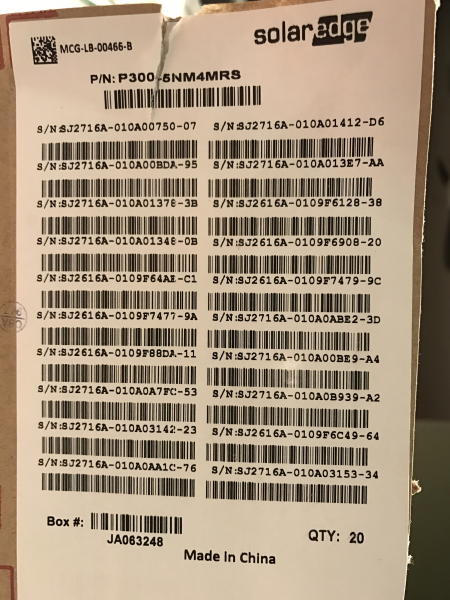 MCG-LB-00466-B
solaredge
P/N: P300-5NM4MRS
S/N:SJ2716A-010A00750-07 S/N:SJ2716A-010A01412-D6
S/N:SJ2716A-010A00BDA-95 S/N:SJ2716A-010A013E7-AA
S/N:SJ2716A-010A01378-3B S/N:SJ2616A-0109F6128-38
S/N:SJ2716A-010A01348-0B S/N:SJ2616A-0109F6908-20
S/N:SJ2616A-0109F64AE-C1 S/N:SJ2616A-0109F7479-9C
S/N:SJ2616A-0109F7477-9A S/N:SJ2716A-010A0ABE2-3D
S/N:SJ2616A-0109F88DA-11 S/N:SJ2716A-010A00BE9-A4
S/N:SJ2716A-010A0A7FC-53 S/N:SJ2716A-010A0B939-A2
S/N:SJ2716A-010A03142-23 S/N:SJ2616A-0109F6C49-64
S/N:SJ2716A-010A0AA1C-76 S/N:SJ2716A-010A03153-34
Box #: QTY: 20
JA063248
Made In China